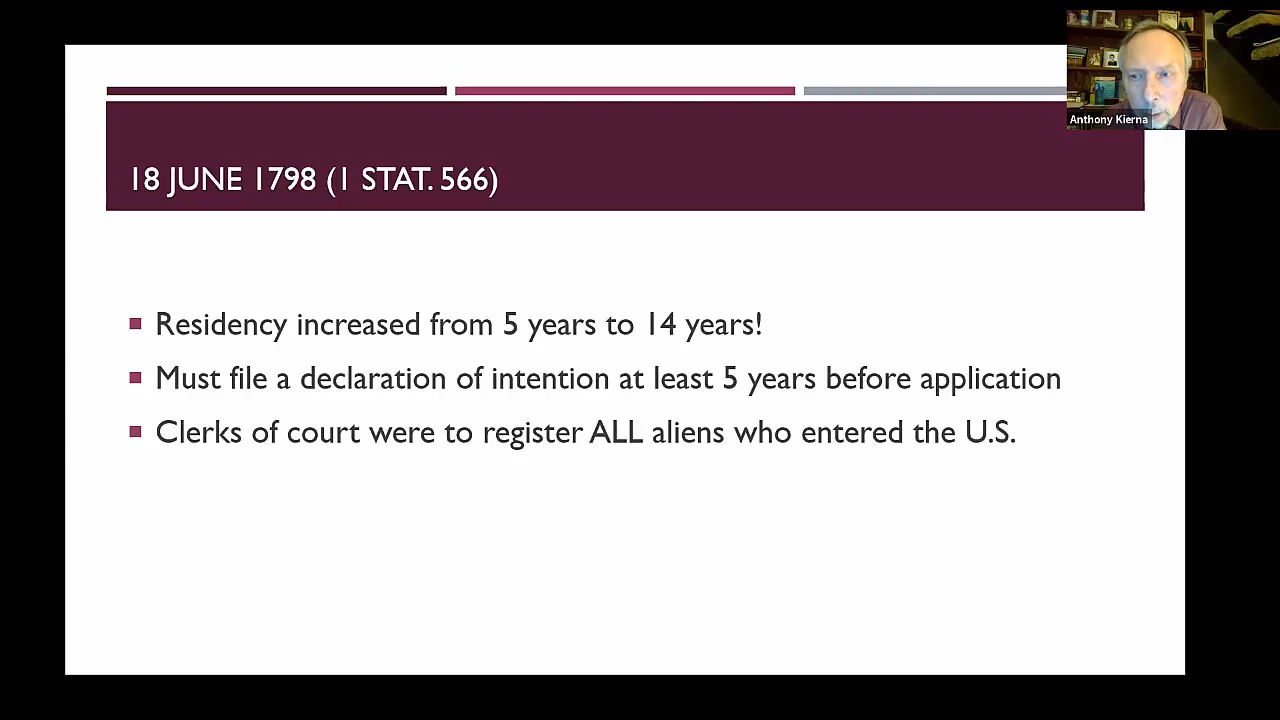 18 JUNE 1798 (1 STAT. 566)
Residency increased from 5 years to 14 years!
Must file a declaration of intention at least 5 years before application
Clerks of court were to register ALL aliens who entered the U.S.
Anthony Kierna